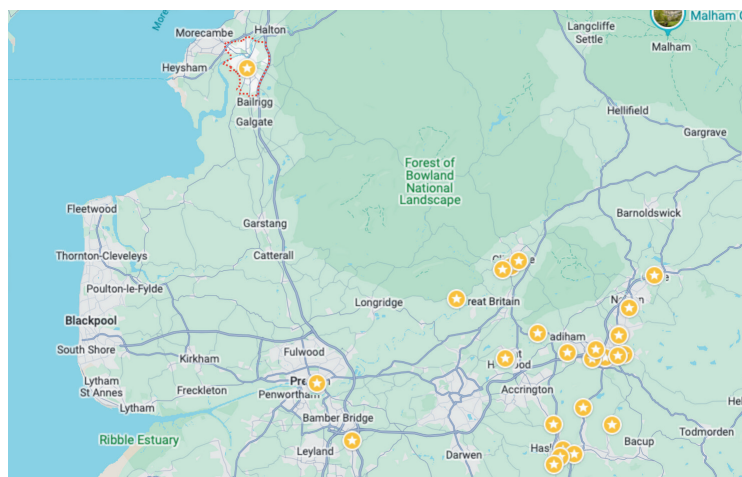 Morecambe
Halton
Langcliffe
Settle
Malham
Malham
Heysham
Bailrigg
Galgate
Hellifield
Gargrave
Forest of
Bowland
National
Landscape
Fleetwood
Garstang
Barnoldswick
Thornton-Cleveleys
Catterall
Poulton-le-Fylde
Longridge
Britain
Blackpool
South Shore
Kirkham
Fulwood
Lytham
St Annes
Freckleton
Penwortham
Accrington
Lytham
Bamber Bridge
Ribble Estuary
Leyland
Darwen
Bacup
Todmorden